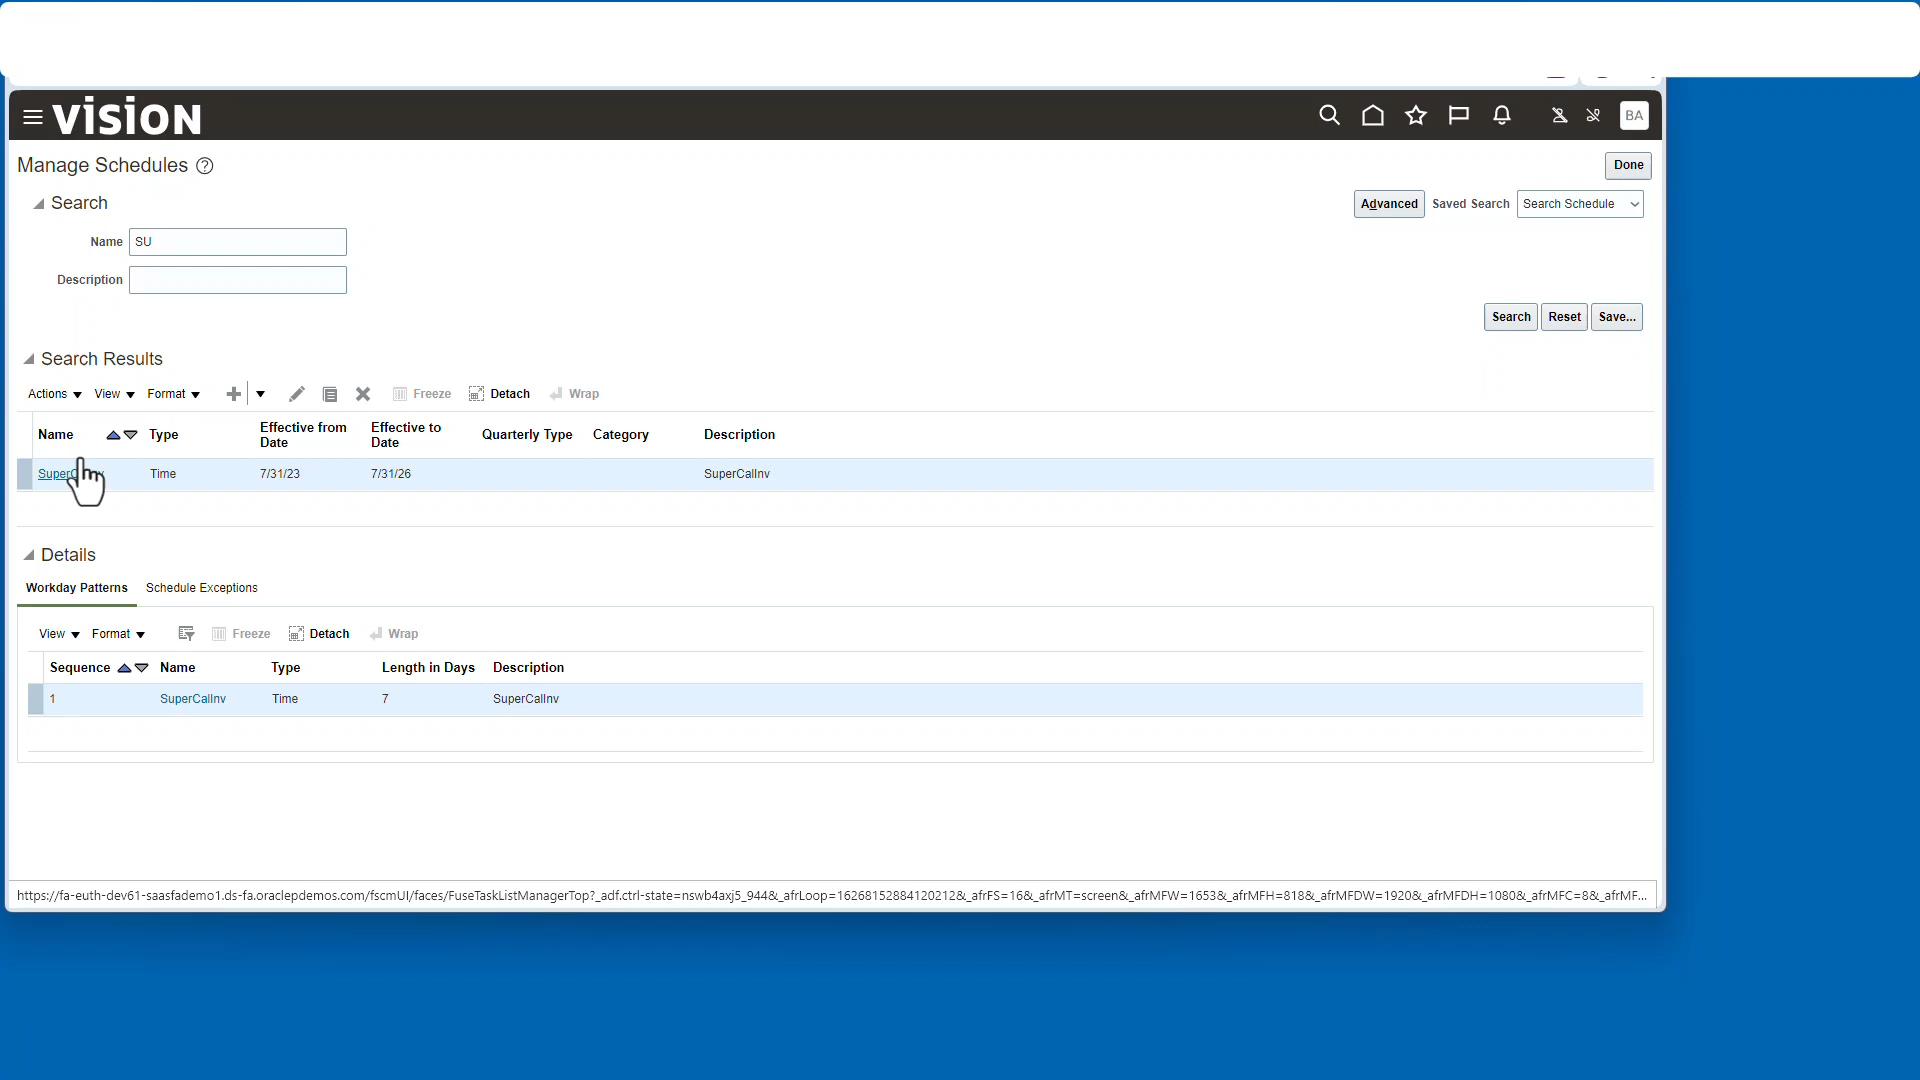 vision
BA
Manage Schedules ?
Done
Search
Advanced Saved Search Search Schedule
Name SU
Description
Search Reset Save...
Search Results
Actions View Format Freeze Detach Wrap
Name Type Effective from Date Effective to Date Quarterly Type Category Description
Time 7/31/23 7/31/26 SuperCalInv
Details
Workday Patterns Schedule Exceptions
View Format Freeze Detach Wrap
Sequence Name Type Length in Days Description
1 SuperCalInv Time 7 SuperCalInv
https://fa-euth-dev61-saasfademo1.ds-fa.oraclepdemos.com/fscmUI/faces/FuseTaskListManagerTop?_adf.ctrl-state=nswb4axj5_944&_afrLoop=16268152884120212&_afrFS=16&_afrMT=screen&_afrMFW=1653&_afrMFH=818&_afrMFDW=1920&_afrMFDH=1080&_afrMFC=8&_afrMF...